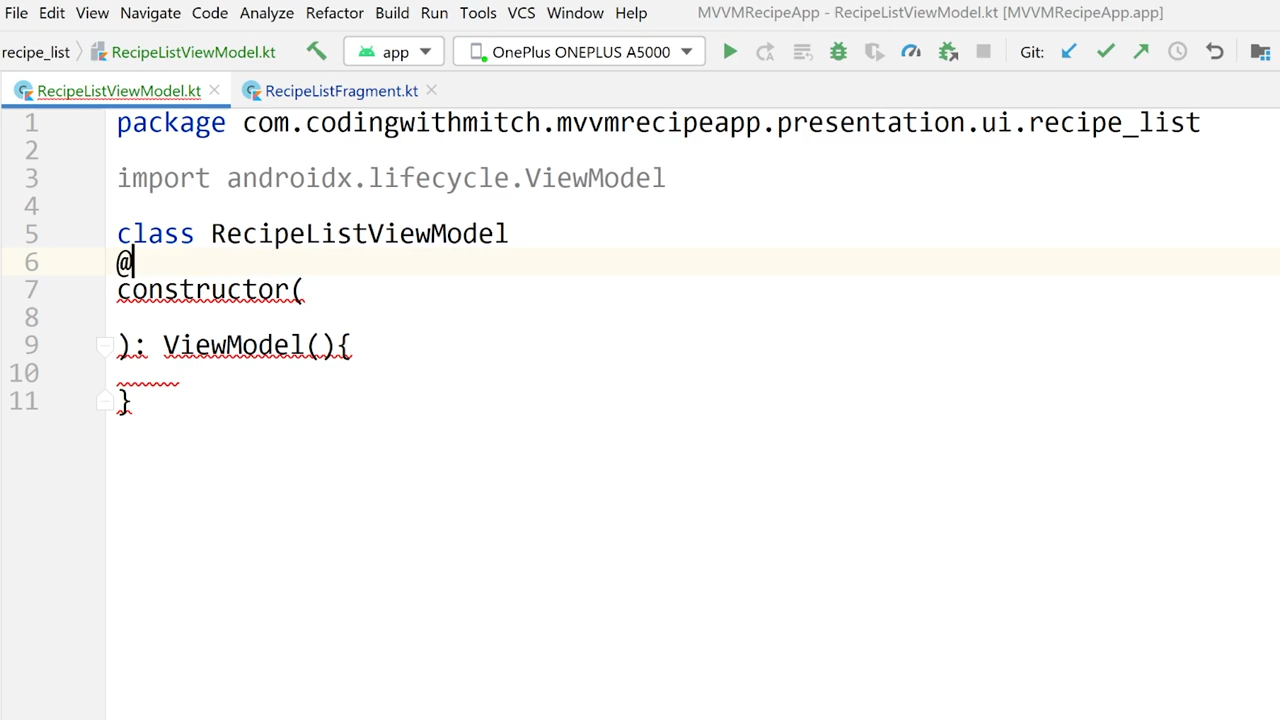 File Edit View Navigate Code Analyze Refactor Build Run Tools VCS Window Help MVVMRecipeApp - RecipeListViewModel.kt [MVVMRecipeApp.app]
recipe_list RecipeListViewModel.kt app OnePlus ONEPLUS A5000 Git:
RecipeListViewModel.kt RecipeListFragment.kt
1 package com.codingwithmitch.mvvmrecipeapp.presentation.ui.recipe_list
2
3 import androidx.lifecycle.ViewModel
4
5 class RecipeListViewModel
6 @
7 constructor(
8
9 ): ViewModel(){
10
11 }